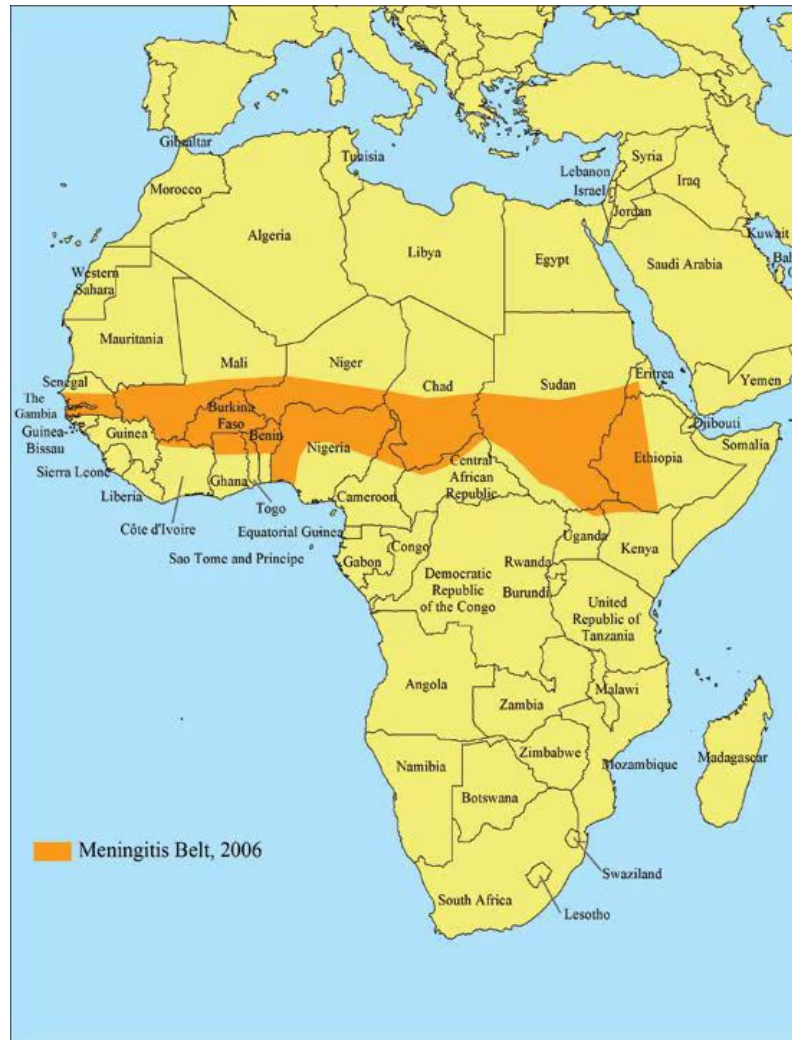 Gibraltar
Tunisia
Morocco
Algeria
Libya
Egypt
Lebanon
Israel
Syria
Jordan
Iraq
Kuwait
Saudi Arabia
Western
Sahara
Mauritania
Mali
Niger
Chad
Sudan
Eritrea
Yemen
Senegal
The
Gambia
Guinea-
Bissau
Guinea
Sierra Leone
Liberia
Burkina
Faso
Benin
Nigeria
Ghana
Togo
Côte d'Ivoire
Cameroon
Central
African
Republic
Ethiopia
Djibouti
Somalia
Equatorial Guinea
Sao Tome and Principe
Gabon
Congo
Uganda
Kenya
Rwanda
Burundi
Democratic
Republic
of the Congo
United
Republic of
Tanzania
Angola
Zambia
Malawi
Zimbabwe
Mozambique
Madagascar
Namibia
Botswana
Swaziland
South Africa
Lesotho
Meningitis Belt, 2006